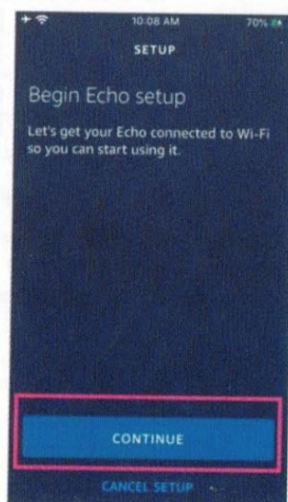 10:08 AM
70%
SETUP
Begin Echo setup
Let's get your Echo connected to Wi-Fi
so you can start using it.
CONTINUE
CANCEL SETUP